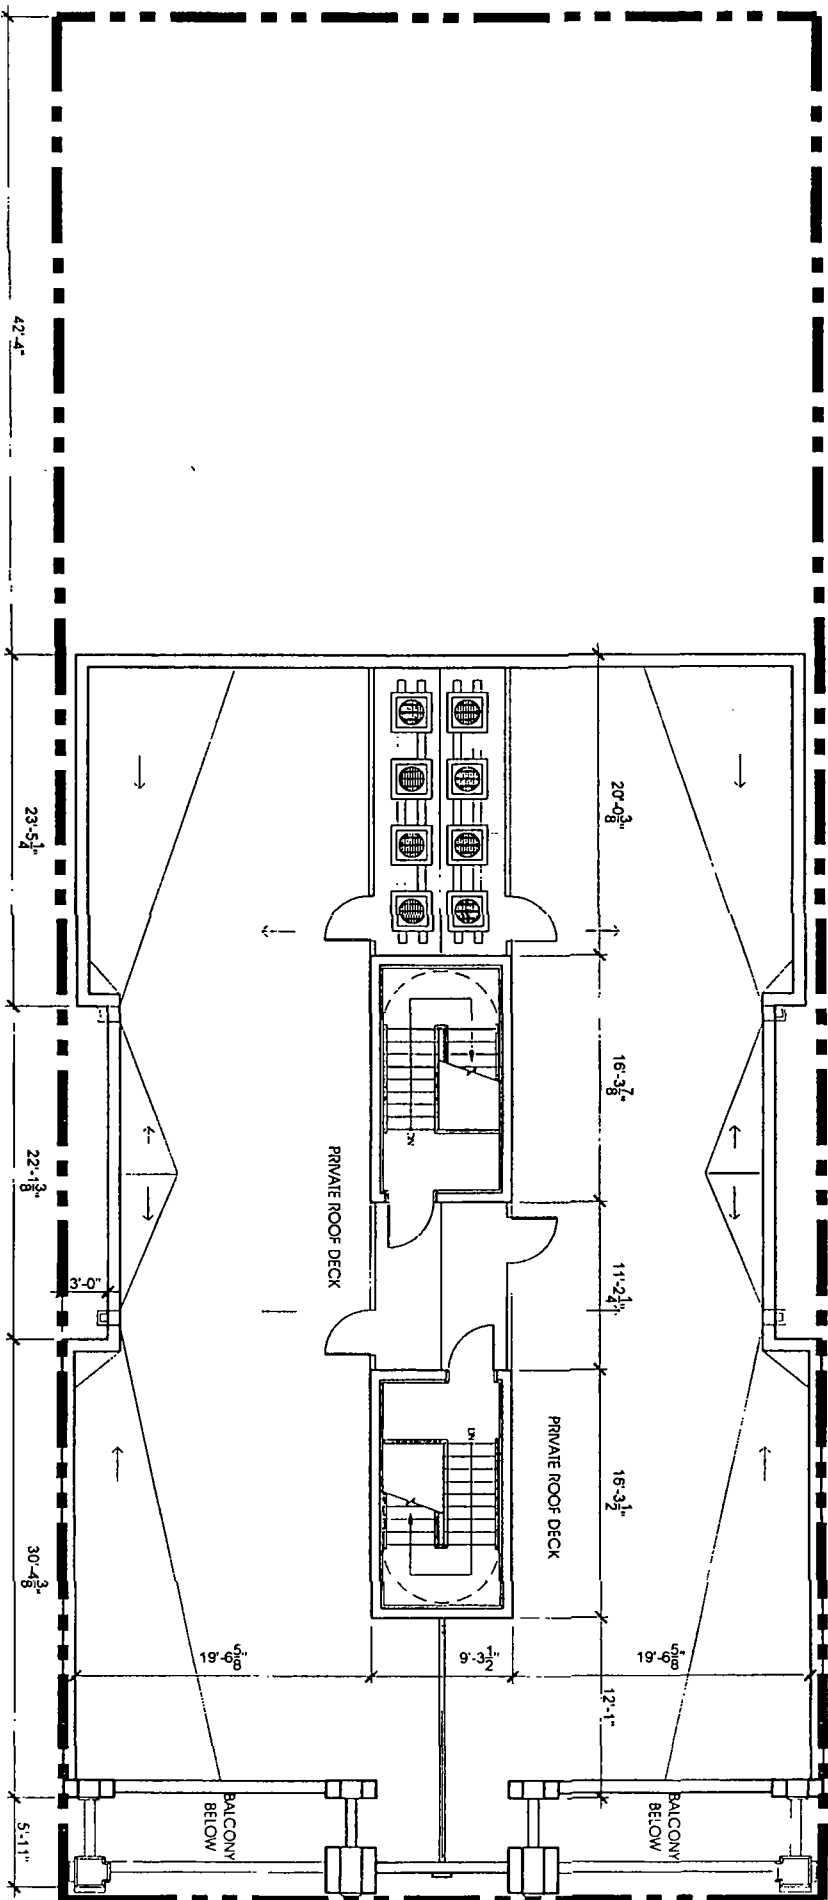 42'-4"
23'-5 1/4"
22'-1 3/8"
3'-0"
30'-4 3/8"
5'-11"
20'-0 3/8"
16'-3 7/8"
11'-2 1/4"
16'-3 1/2"
12'-1"
DN
PRIVATE ROOF DECK
DN
PRIVATE ROOF DECK
19'-6 5/8"
9'-3 1/2"
19'-6 5/8"
BALCONY
BELOW
BALCONY
BELOW